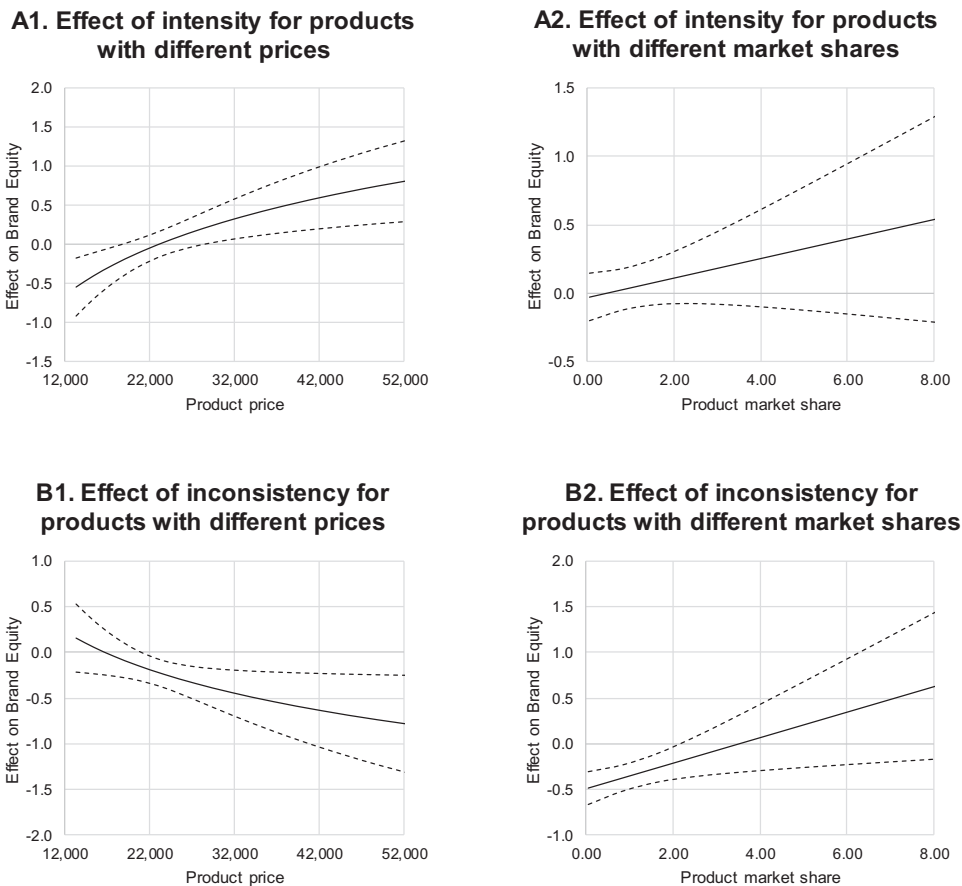 A1. Effect of intensity for products
with different prices
2.0
1.5
1.0
0.5
0.0
-0.5
-1.0
-1.5
12,000 22,000 32,000 42,000 52,000
Product price
Effect on Brand Equity
A2. Effect of intensity for products
with different market shares
1.5
1.0
0.5
0.0
-0.5
0.00 2.00 4.00 6.00 8.00
Product market share
Effect on Brand Equity
B1. Effect of inconsistency for
products with different prices
1.0
0.5
0.0
-0.5
-1.0
-1.5
-2.0
12,000 22,000 32,000 42,000 52,000
Product price
Effect on Brand Equity
B2. Effect of inconsistency for
products with different market shares
2.0
1.5
1.0
0.5
0.0
-0.5
-1.0
0.00 2.00 4.00 6.00 8.00
Product market share
Effect on Brand Equity